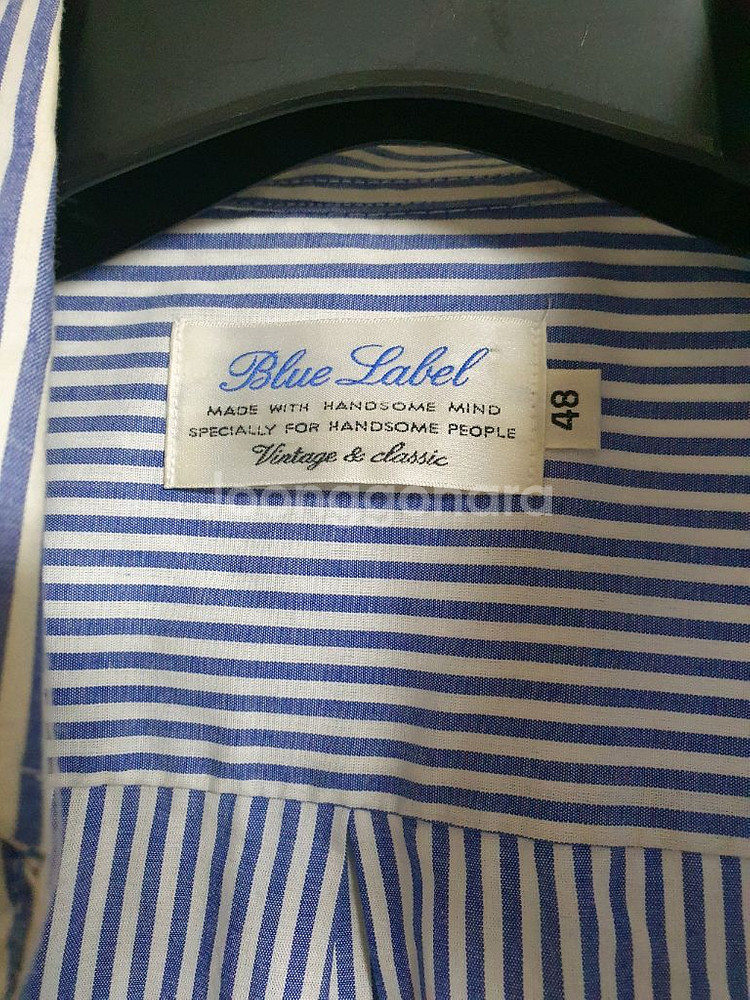 Blue Label
MADE WITH HANDSOME MIND
SPECIALLY FOR HANDSOME PEOPLE
Vintage & classic
48
joonggonara